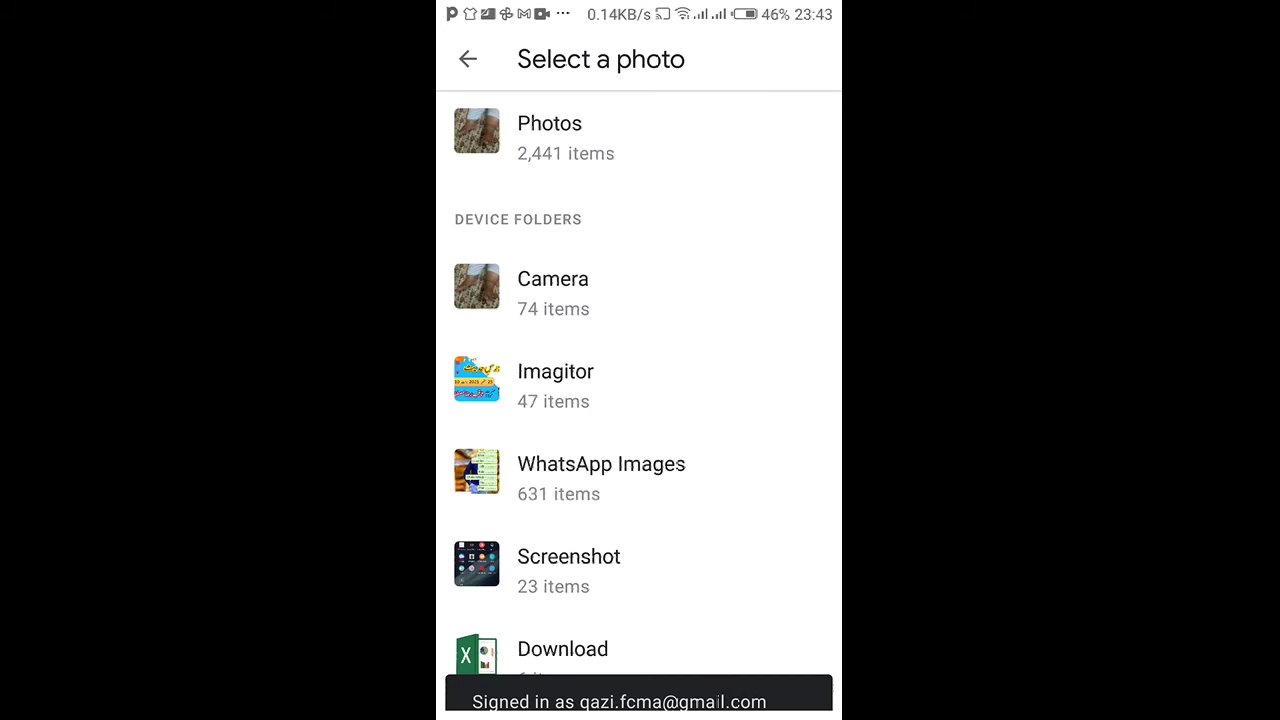 0.14KB/s 46% 23:43
Select a photo
Photos
2,441 items
DEVICE FOLDERS
Camera
74 items
Imagitor
47 items
WhatsApp Images
631 items
Screenshot
23 items
Download
Signed in as qazi.fcma@gmail.com